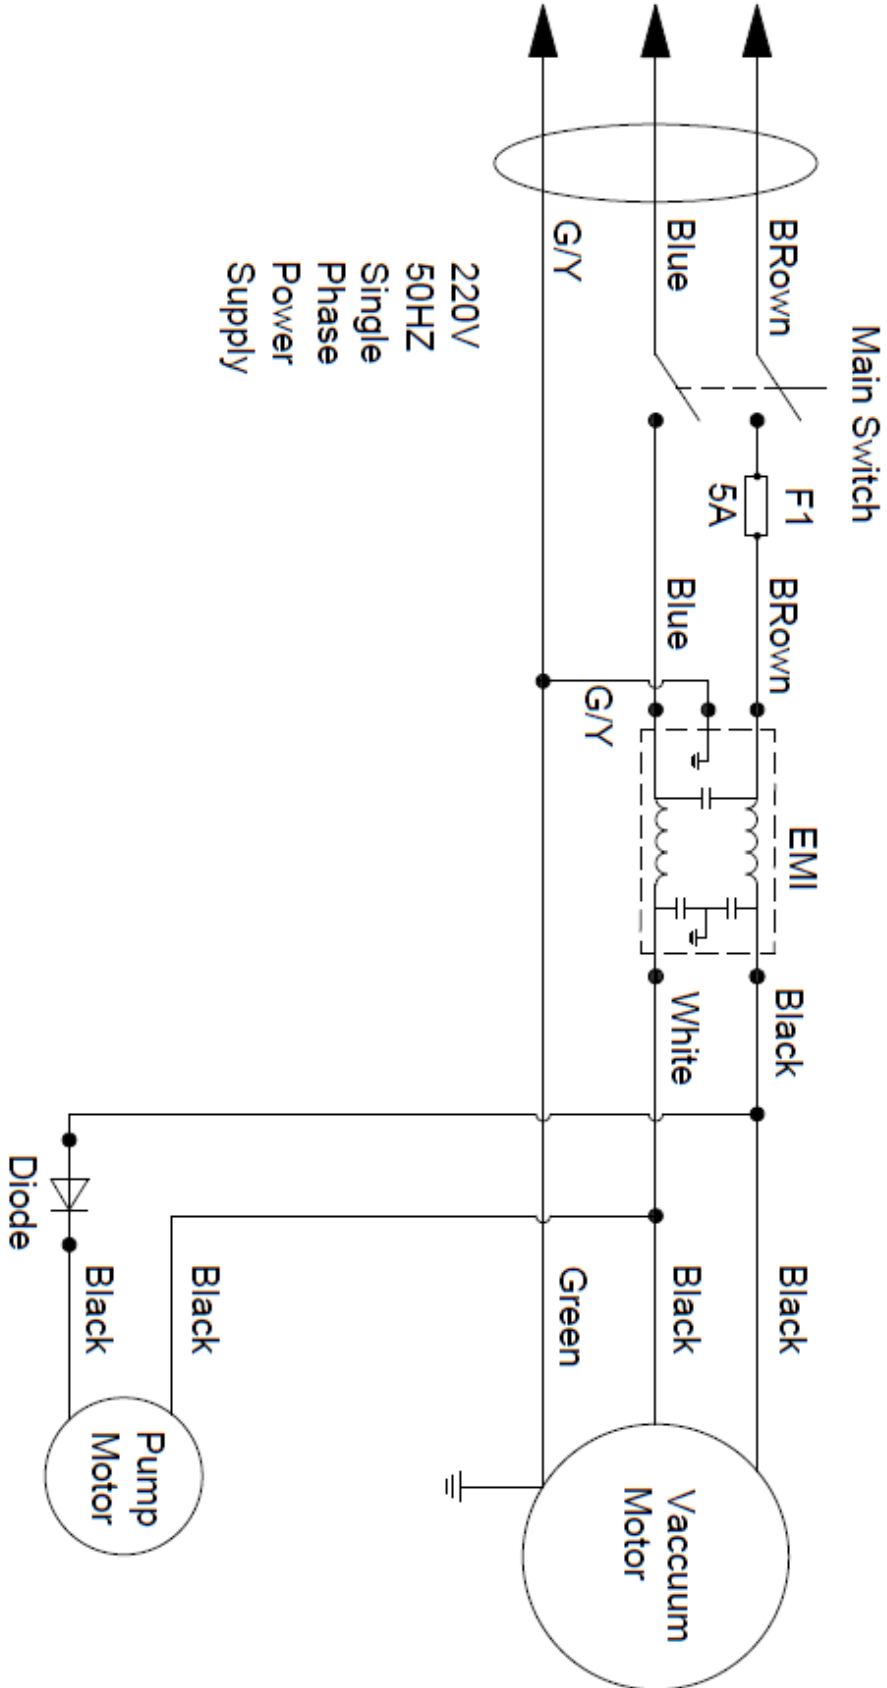 Main Switch
BRown
F1
5A
BRown
EMI
Black
Black
Blue
Blue
White
Black
Vaccuum
Motor
G/Y
G/Y
Green
220V
50HZ
Single
Phase
Power
Supply
Black
Pump
Motor
Black
Diode